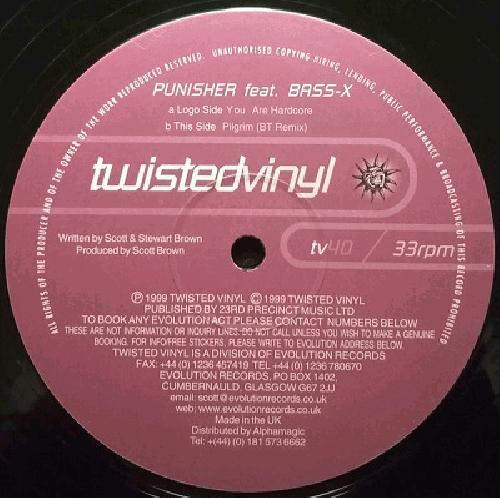 ALL RIGHTS OF THE PRODUCER AND OF THE OWNER OF THE WORK REPRODUCED RESERVED. UNAUTHORISED COPYING, HIRING, LENDING, PUBLIC PERFORMANCE & BROADCASTING OF THIS RECORD PROHIBITED
PUNISHER feat. BASS-X
a Logo Side You Are Hardcore
b This Side Pilgrim (BT Remix)
twistedvinyl
Written by Scott & Stewart Brown
Produced by Scott Brown
tv40 / 33rpm
Ⓟ 1999 TWISTED VINYL © 1999 TWISTED VINYL
PUBLISHED BY 23RD PRECINCT MUSIC LTD
TO BOOK ANY EVOLUTION ACT PLEASE CONTACT NUMBERS BELOW
THESE ARE NOT INFORMATION OR INQUIRY LINES. DO NOT CALL UNLESS YOU WISH TO MAKE A GENUINE
BOOKING. FOR INFO/FREE STICKERS, PLEASE WRITE TO EVOLUTION ADDRESS BELOW.
TWISTED VINYL IS A DIVISION OF EVOLUTION RECORDS
FAX: +44 (0) 1236 457419 TEL +44 (0) 1236 780670
EVOLUTION RECORDS, PO BOX 1402,
CUMBERNAULD, GLASGOW G67 2JJ
email: scott@evolutionrecords.co.uk
web: www.evolutionrecords.co.uk
Made in the UK
Distributed by Alphamagic
Tel: +(44) (0) 181 573 6662